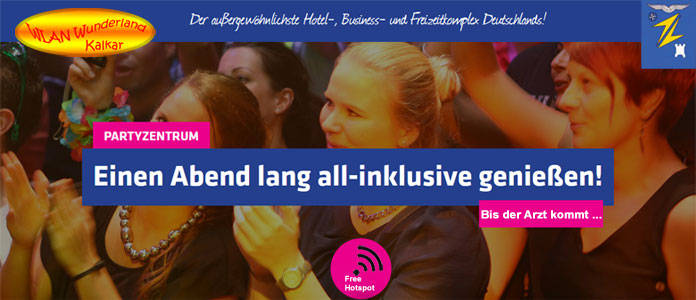 WLAN Wunderland
Kalkar
Der außergewöhnlichste Hotel-, Business- und Freizeitkomplex Deutschlands!
PARTYZENTRUM
Einen Abend lang all-inklusive genießen!
Bis der Arzt kommt ...
Free
Hotspot